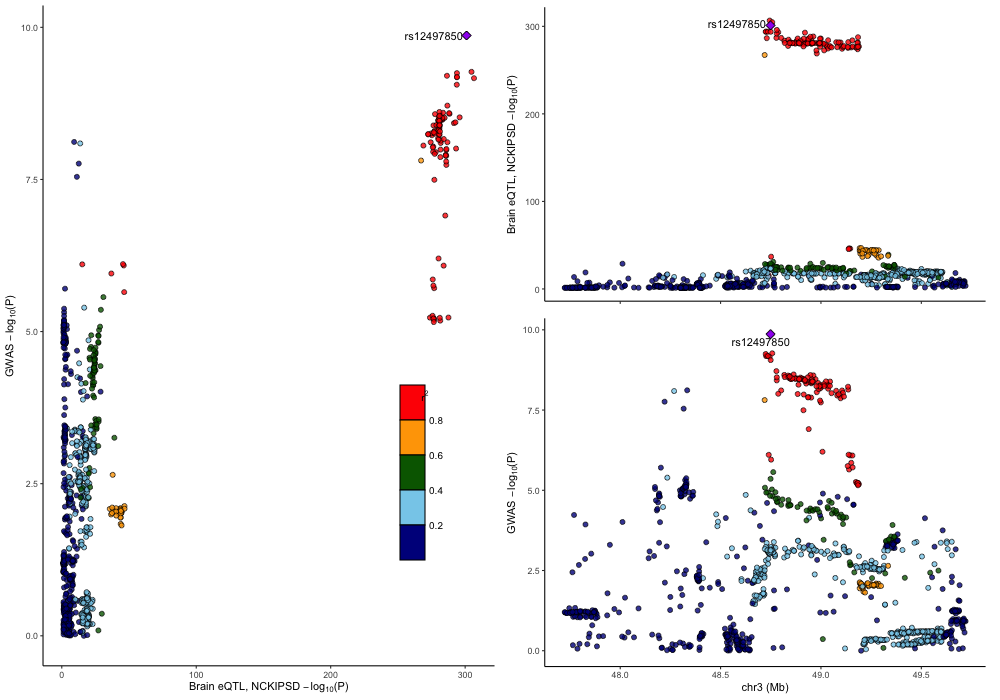 10.0
7.5
5.0
2.5
0.0
GWAS −log10(P)
rs12497850
r2
0.8
0.6
0.4
0.2
0
100
200
300
Brain eQTL, NCKIPSD −log10(P)
300
200
100
0
Brain eQTL, NCKIPSD −log10(P)
rs12497850
10.0
7.5
5.0
2.5
0.0
GWAS −log10(P)
rs12497850
48.0
48.5
49.0
49.5
chr3 (Mb)